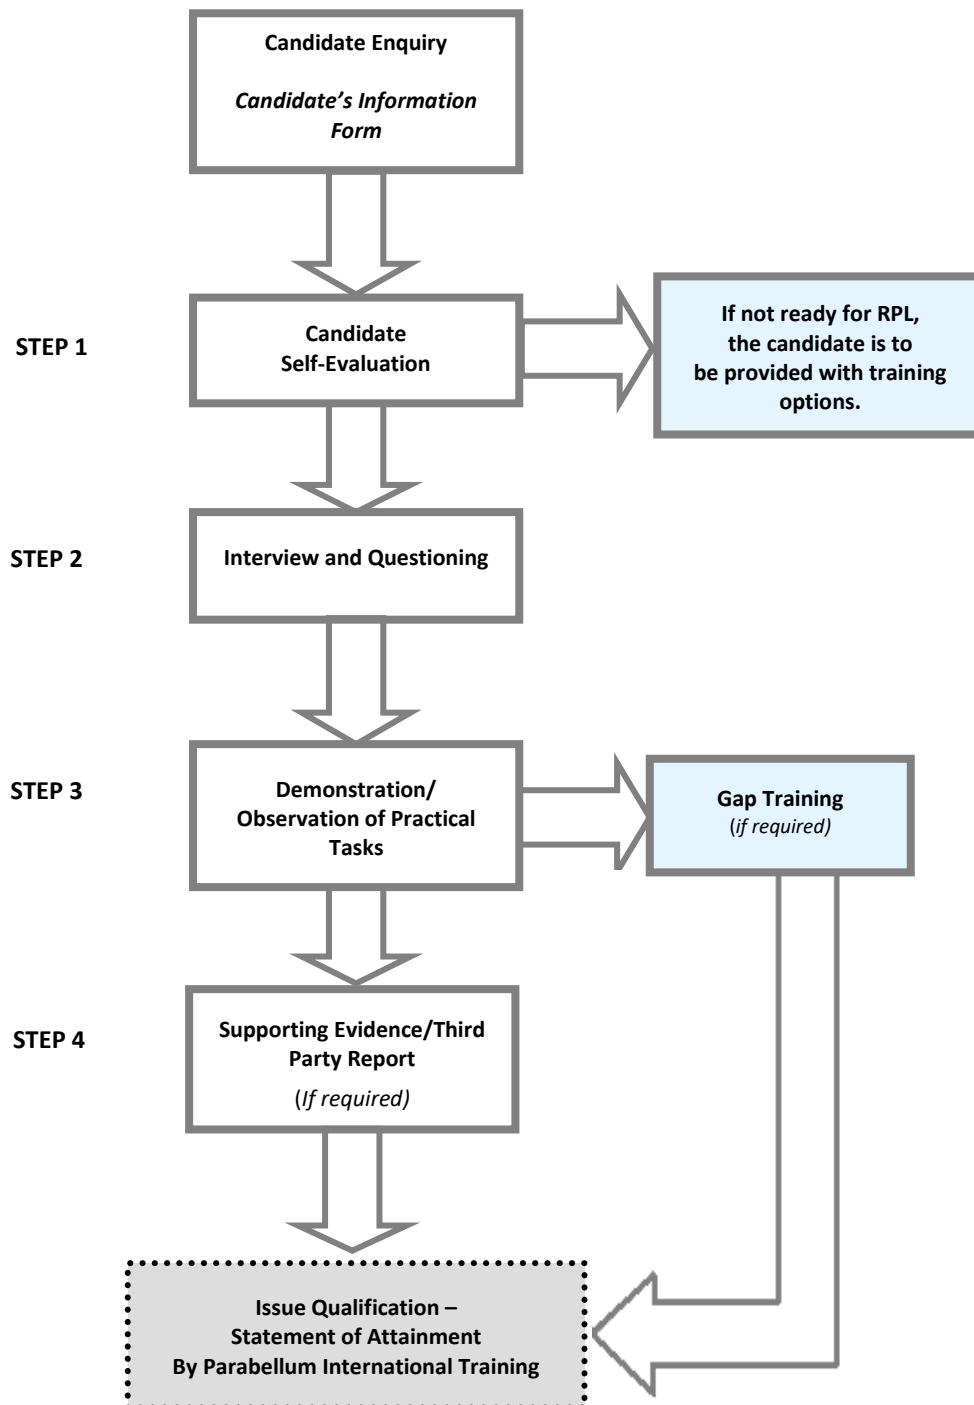 Candidate Enquiry
Candidate’s Information
Form
STEP 1
Candidate
Self-Evaluation
If not ready for RPL,
the candidate is to
be provided with training
options.
STEP 2
Interview and Questioning
STEP 3
Demonstration/
Observation of Practical
Tasks
Gap Training
(if required)
STEP 4
Supporting Evidence/Third
Party Report
(If required)
Issue Qualification –
Statement of Attainment
By Parabellum International Training